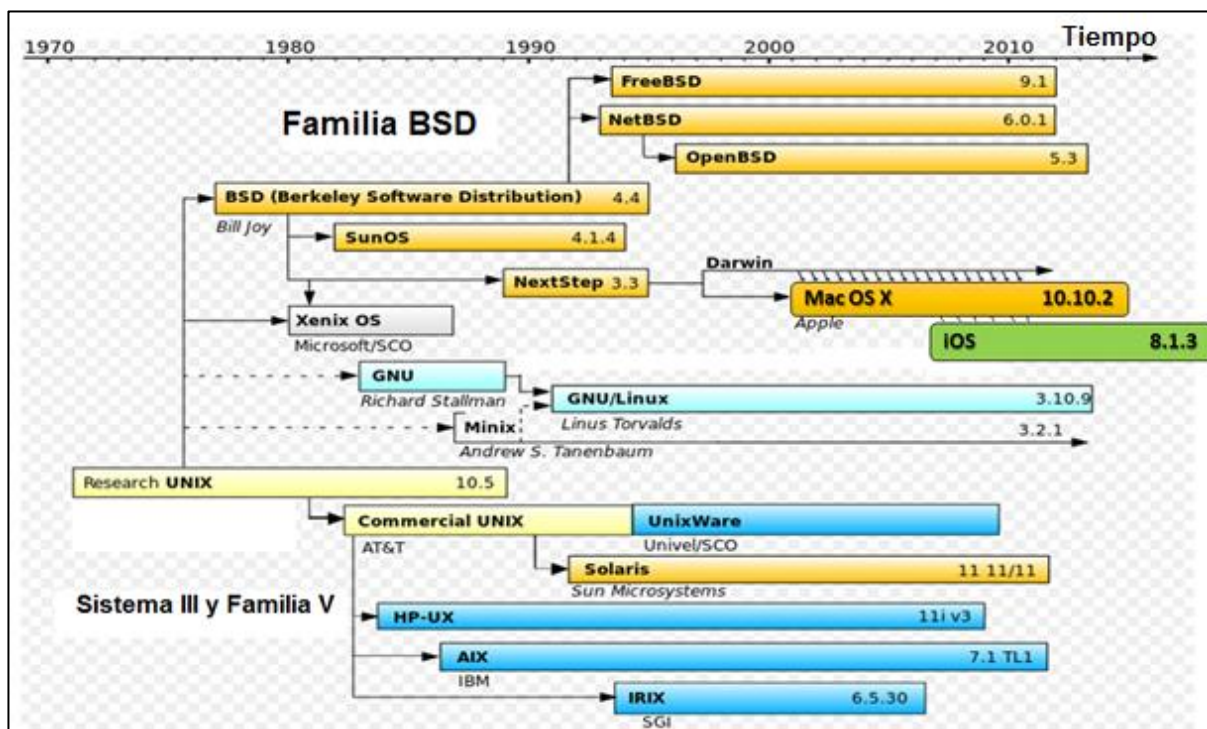 1970 1980 1990 2000 2010 Tiempo
FreeBSD 9.1
Familia BSD
NetBSD 6.0.1
OpenBSD 5.3
BSD (Berkeley Software Distribution) 4.4
Bill Joy
SunOS 4.1.4
Darwin
NextStep 3.3
Mac OS X 10.10.2
Apple
Xenix OS
Microsoft/SCO
iOS 8.1.3
GNU
Richard Stallman
GNU/Linux 3.10.9
Linus Torvalds
Minix 3.2.1
Andrew S. Tanenbaum
Research UNIX 10.5
Commercial UNIX
AT&T
UnixWare
Univel/SCO
Solaris 11 11/11
Sun Microsystems
Sistema III y Familia V
HP-UX 11i v3
AIX 7.1 TL1
IBM
IRIX 6.5.30
SGI